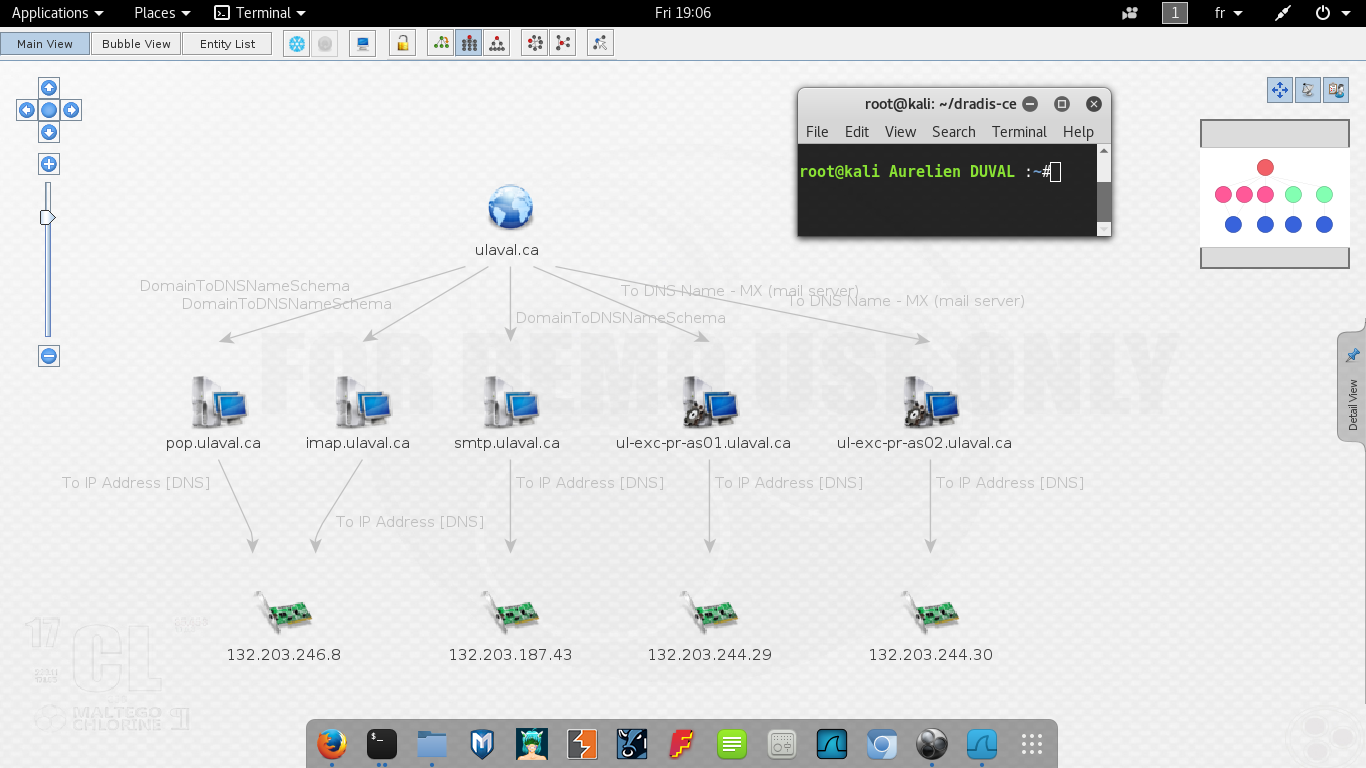 Applications Places Terminal Fri 19:06 1 fr
Main View Bubble View Entity List
root@kali: ~/dradis-ce
File Edit View Search Terminal Help
root@kali Aurelien DUVAL :~#
ulaval.ca
DomainToDNSNameSchema
DomainToDNSNameSchema
DomainToDNSNameSchema
To DNS Name - MX (mail server)
To DNS Name - MX (mail server)
Detail View
pop.ulaval.ca imap.ulaval.ca smtp.ulaval.ca ul-exc-pr-as01.ulaval.ca ul-exc-pr-as02.ulaval.ca
To IP Address [DNS] To IP Address [DNS] To IP Address [DNS] To IP Address [DNS]
To IP Address [DNS]
132.203.246.8 132.203.187.43 132.203.244.29 132.203.244.30
17
CL
MALTEGO
CHLORINE